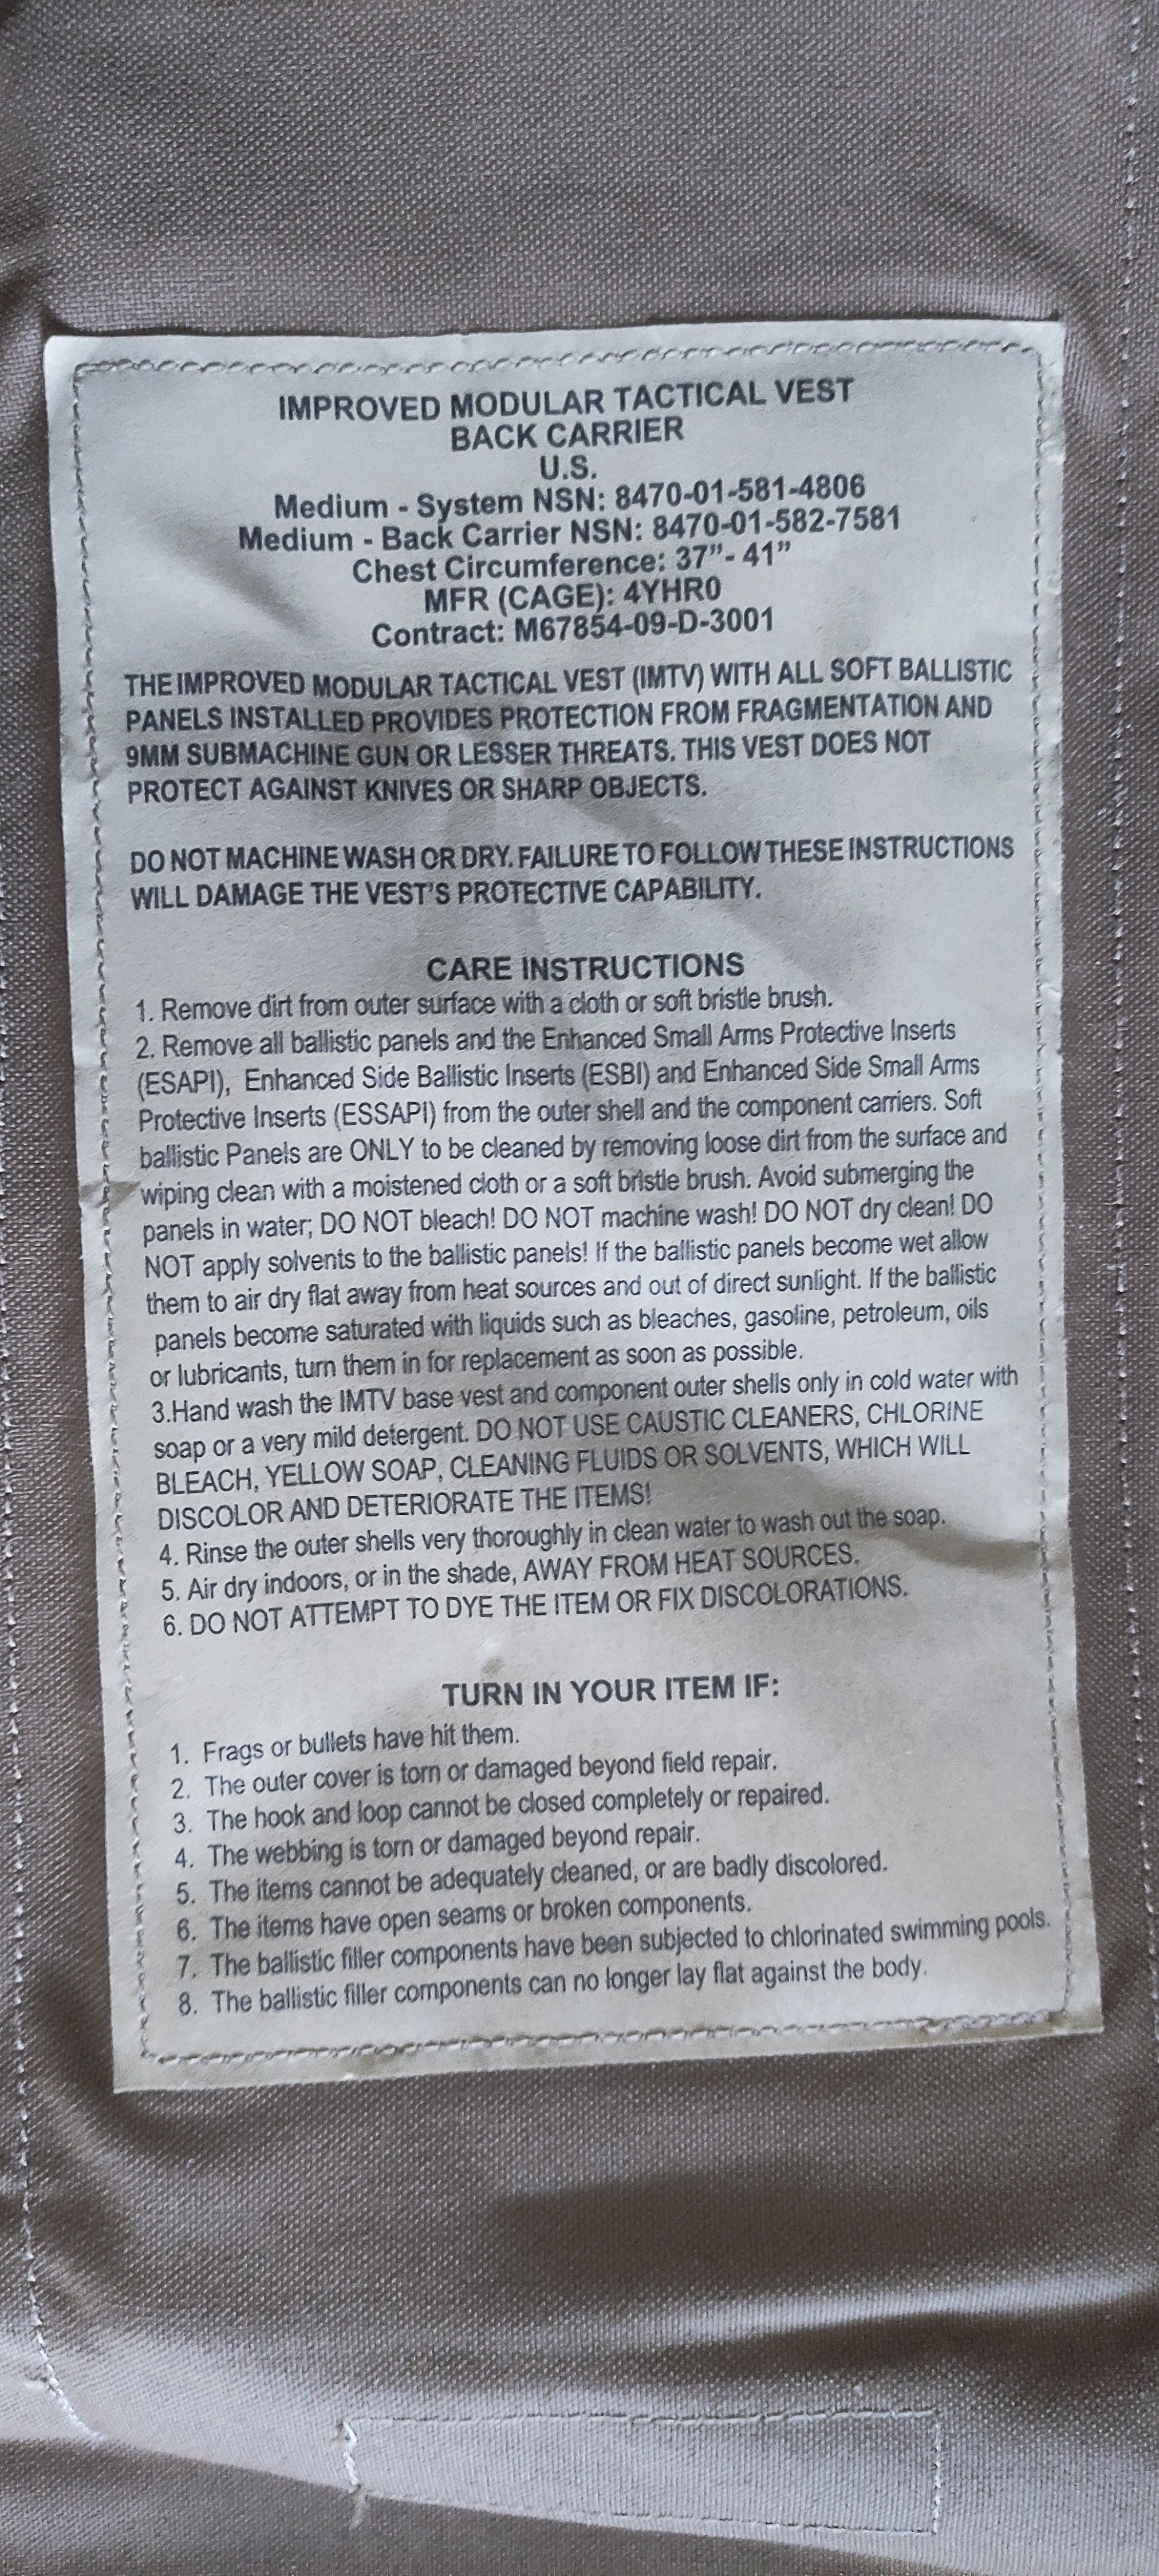 IMPROVED MODULAR TACTICAL VEST
BACK CARRIER
U.S.
Medium - System NSN: 8470-01-581-4806
Medium - Back Carrier NSN: 8470-01-582-7581
Chest Circumference: 37”- 41”
MFR (CAGE): 4YHR0
Contract: M67854-09-D-3001
THE IMPROVED MODULAR TACTICAL VEST (IMTV) WITH ALL SOFT BALLISTIC
PANELS INSTALLED PROVIDES PROTECTION FROM FRAGMENTATION AND
9MM SUBMACHINE GUN OR LESSER THREATS. THIS VEST DOES NOT
PROTECT AGAINST KNIVES OR SHARP OBJECTS.
DO NOT MACHINE WASH OR DRY. FAILURE TO FOLLOW THESE INSTRUCTIONS
WILL DAMAGE THE VEST’S PROTECTIVE CAPABILITY.
CARE INSTRUCTIONS
1. Remove dirt from outer surface with a cloth or soft bristle brush.
2. Remove all ballistic panels and the Enhanced Small Arms Protective Inserts
(ESAPI), Enhanced Side Ballistic Inserts (ESBI) and Enhanced Side Small Arms
Protective Inserts (ESSAPI) from the outer shell and the component carriers. Soft
ballistic Panels are ONLY to be cleaned by removing loose dirt from the surface and
wiping clean with a moistened cloth or a soft bristle brush. Avoid submerging the
panels in water; DO NOT bleach! DO NOT machine wash! DO NOT dry clean! DO
NOT apply solvents to the ballistic panels! If the ballistic panels become wet allow
them to air dry flat away from heat sources and out of direct sunlight. If the ballistic
panels become saturated with liquids such as bleaches, gasoline, petroleum, oils
or lubricants, turn them in for replacement as soon as possible.
3.Hand wash the IMTV base vest and component outer shells only in cold water with
soap or a very mild detergent. DO NOT USE CAUSTIC CLEANERS, CHLORINE
BLEACH, YELLOW SOAP, CLEANING FLUIDS OR SOLVENTS, WHICH WILL
DISCOLOR AND DETERIORATE THE ITEMS!
4. Rinse the outer shells very thoroughly in clean water to wash out the soap.
5. Air dry indoors, or in the shade, AWAY FROM HEAT SOURCES.
6. DO NOT ATTEMPT TO DYE THE ITEM OR FIX DISCOLORATIONS.
TURN IN YOUR ITEM IF:
1. Frags or bullets have hit them.
2. The outer cover is torn or damaged beyond field repair.
3. The hook and loop cannot be closed completely or repaired.
4. The webbing is torn or damaged beyond repair.
5. The items cannot be adequately cleaned, or are badly discolored.
6. The items have open seams or broken components.
7. The ballistic filler components have been subjected to chlorinated swimming pools.
8. The ballistic filler components can no longer lay flat against the body.